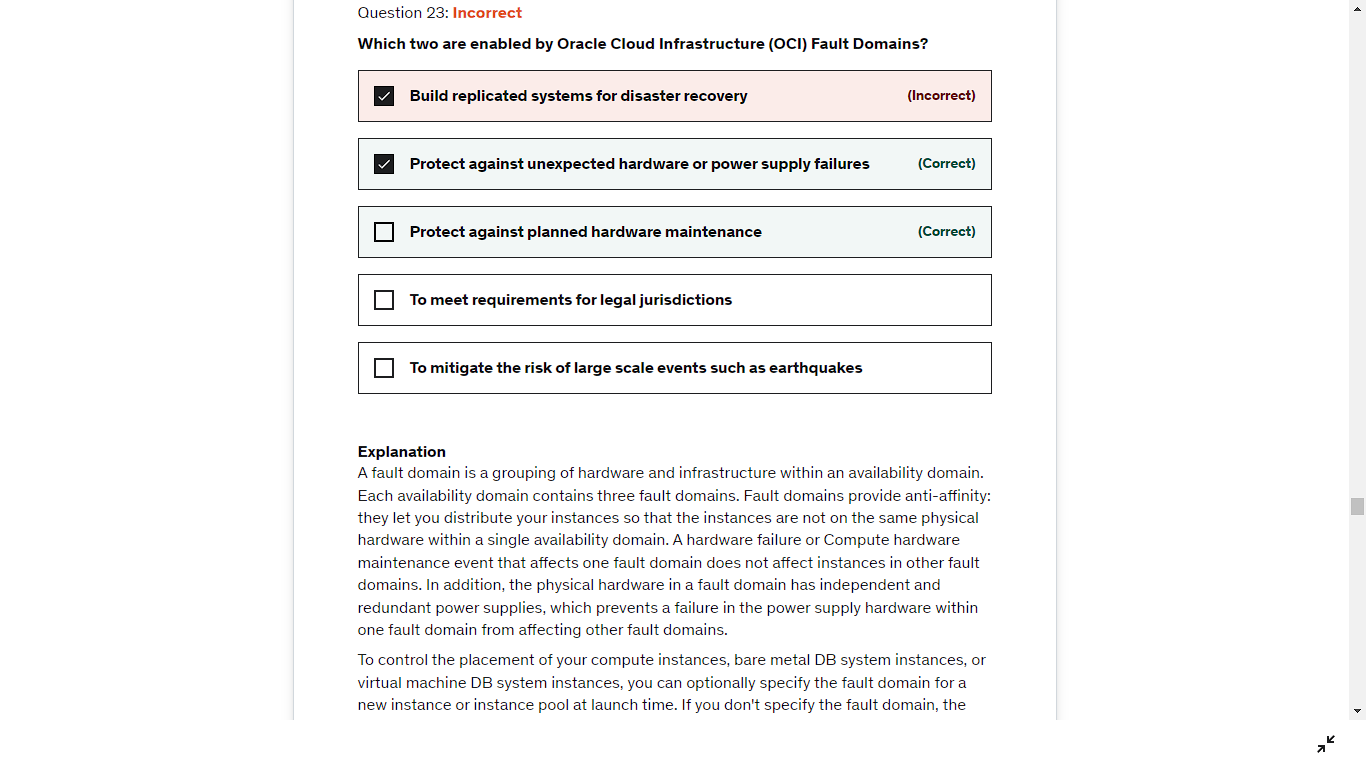 Question 23: Incorrect
Which two are enabled by Oracle Cloud Infrastructure (OCI) Fault Domains?
Build replicated systems for disaster recovery (Incorrect)
Protect against unexpected hardware or power supply failures (Correct)
Protect against planned hardware maintenance (Correct)
To meet requirements for legal jurisdictions
To mitigate the risk of large scale events such as earthquakes
Explanation
A fault domain is a grouping of hardware and infrastructure within an availability domain.
Each availability domain contains three fault domains. Fault domains provide anti-affinity:
they let you distribute your instances so that the instances are not on the same physical
hardware within a single availability domain. A hardware failure or Compute hardware
maintenance event that affects one fault domain does not affect instances in other fault
domains. In addition, the physical hardware in a fault domain has independent and
redundant power supplies, which prevents a failure in the power supply hardware within
one fault domain from affecting other fault domains.
To control the placement of your compute instances, bare metal DB system instances, or
virtual machine DB system instances, you can optionally specify the fault domain for a
new instance or instance pool at launch time. If you don't specify the fault domain, the